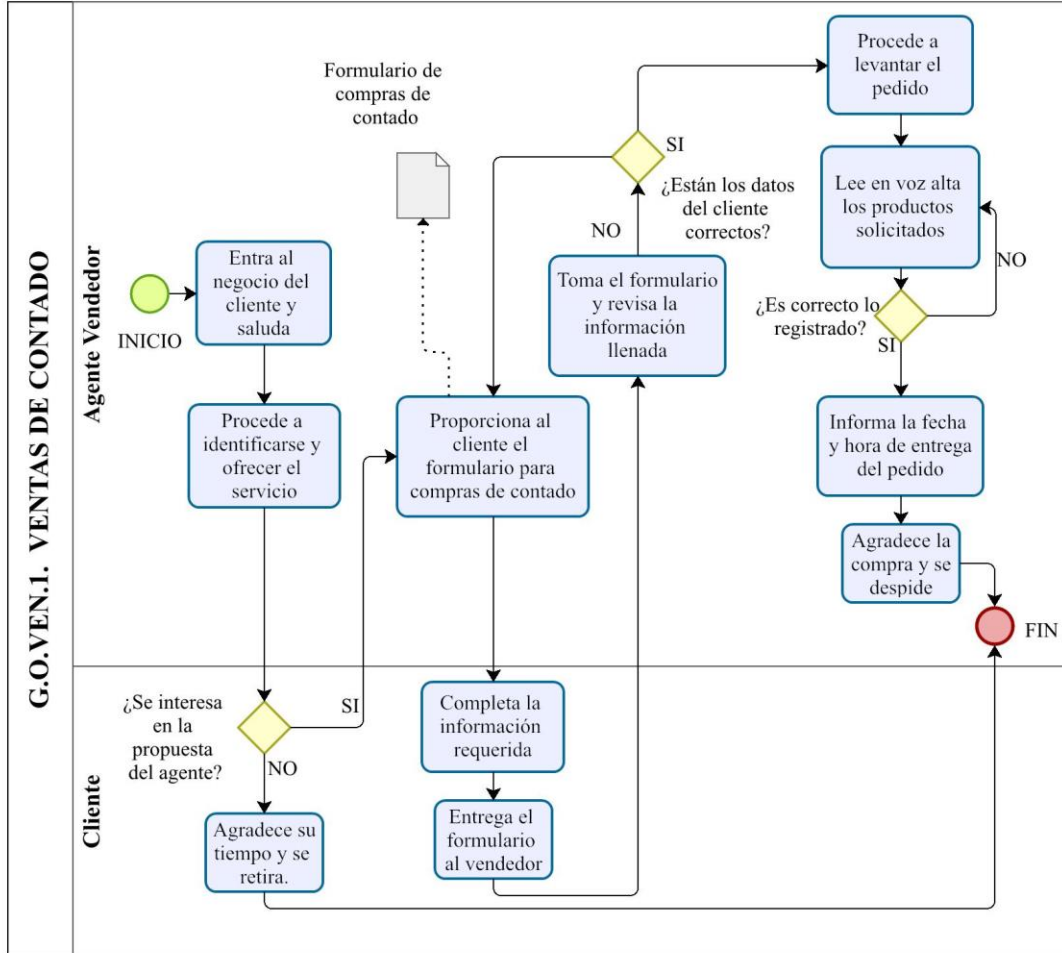 G.O.VEN.1. VENTAS DE CONTADO
Agente Vendedor
INICIO
Entra al
negocio del
cliente y
saluda
Procede a
identificarse y
ofrecer el
servicio
Formulario de
compras de
contado
Proporciona al
cliente el
formulario para
compras de contado
Toma el formulario
y revisa la
información
llenada
NO
SI
¿Están los datos
del cliente
correctos?
Procede a
levantar el
pedido
Lee en voz alta
los productos
solicitados
NO
¿Es correcto lo
registrado?
SI
Informa la fecha
y hora de entrega
del pedido
Agradece la
compra y se
despide
FIN
Cliente
¿Se interesa
en la
propuesta
del agente?
SI
NO
Agradece su
tiempo y se
retira.
Completa la
información
requerida
Entrega el
formulario
al vendedor